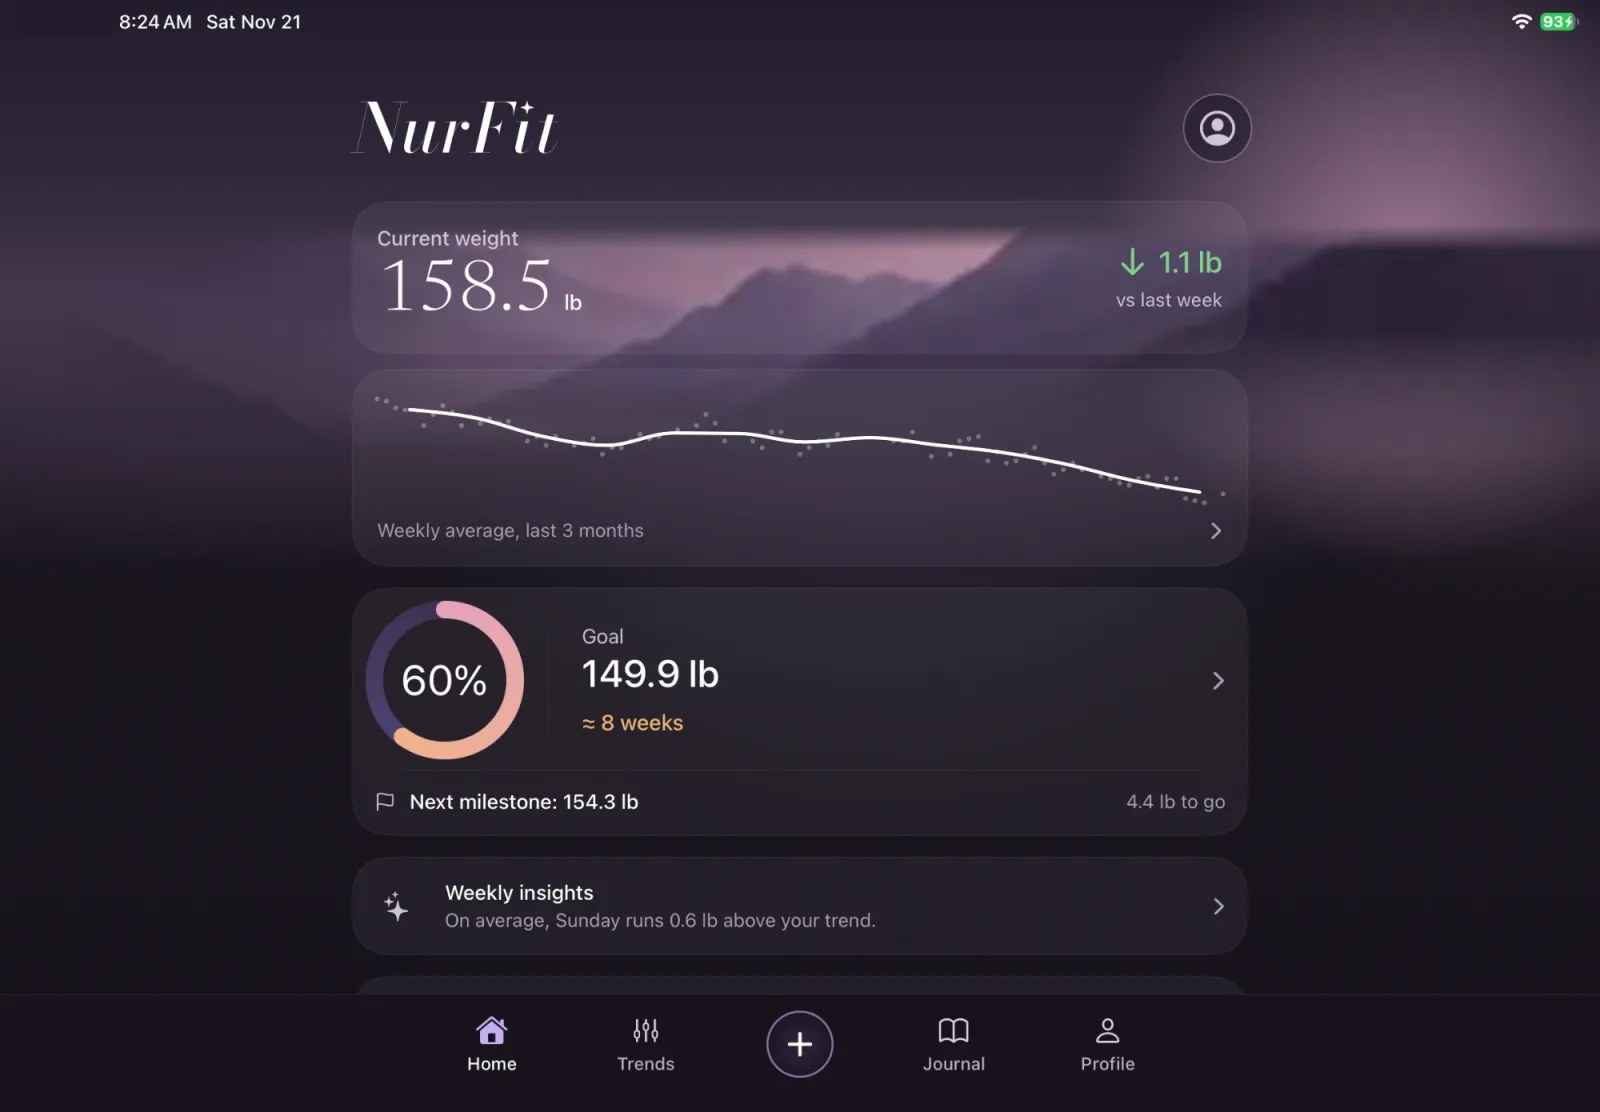 8:24 AM Sat Nov 21
93
NurFit
Current weight
158.5 lb
↓ 1.1 lb
vs last week
Weekly average, last 3 months
60%
Goal
149.9 lb
≈ 8 weeks
Next milestone: 154.3 lb
4.4 lb to go
Weekly insights
On average, Sunday runs 0.6 lb above your trend.
Home
Trends
Journal
Profile